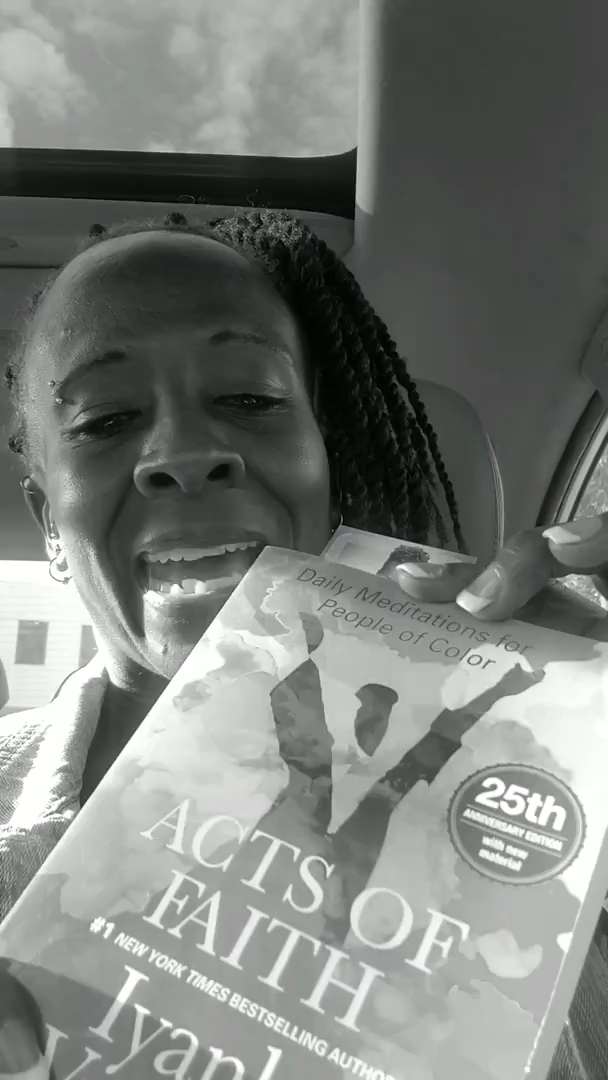 Daily Meditations for
People of Color
25th
ANNIVERSARY EDITION
with new
material
ACTS OF
FAITH
#1 NEW YORK TIMES BESTSELLING AUTHOR